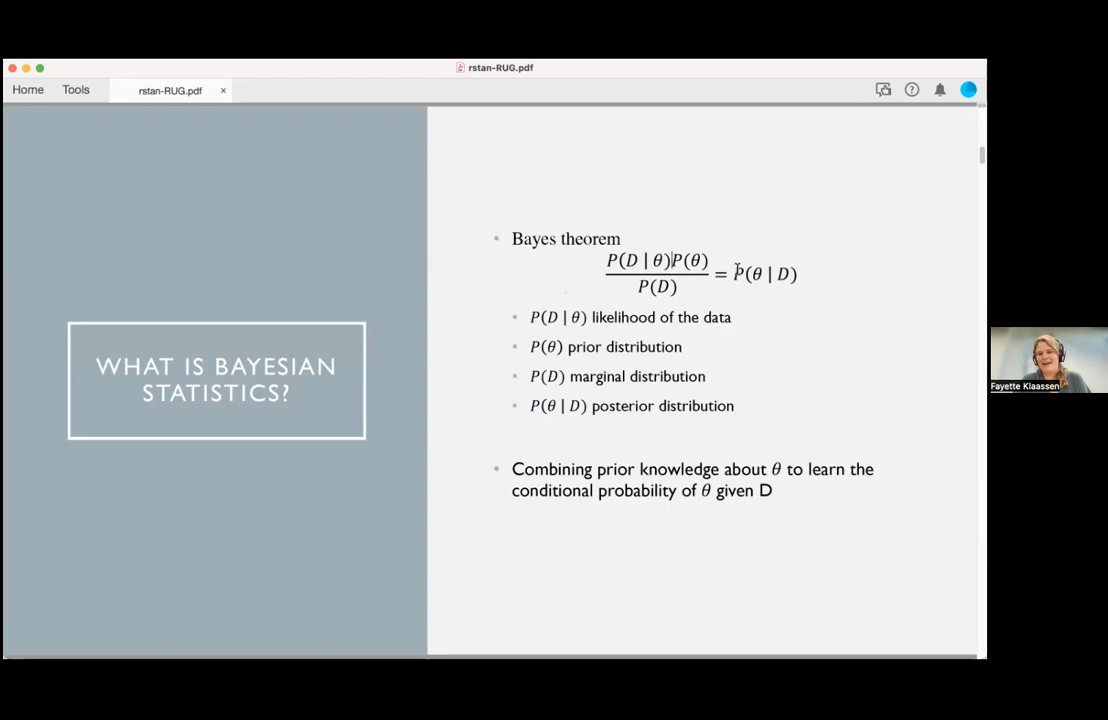 rstan-RUG.pdf
Home Tools rstan-RUG.pdf ×
WHAT IS BAYESIAN
STATISTICS?
• Bayes theorem
P(D | θ)P(θ)
P(D)
= P(θ | D)
• P(D | θ) likelihood of the data
• P(θ) prior distribution
• P(D) marginal distribution
• P(θ | D) posterior distribution
• Combining prior knowledge about θ to learn the
conditional probability of θ given D
Fayette Klaassen